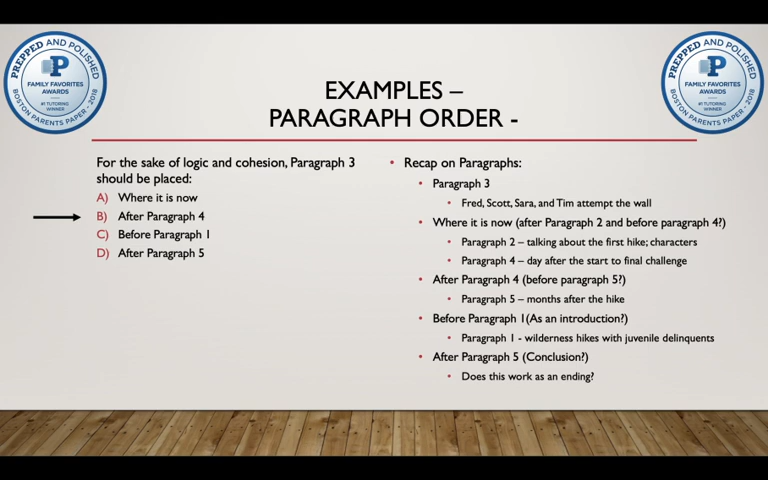 PREPPED AND POLISHED
P
FAMILY FAVORITES
AWARDS
#1 TUTORING
WINNER
BOSTON PARENTS PAPER - 2018
PREPPED AND POLISHED
P
FAMILY FAVORITES
AWARDS
#1 TUTORING
WINNER
BOSTON PARENTS PAPER - 2018
EXAMPLES –
PARAGRAPH ORDER -
For the sake of logic and cohesion, Paragraph 3
should be placed:
A) Where it is now
B) After Paragraph 4
C) Before Paragraph 1
D) After Paragraph 5
• Recap on Paragraphs:
• Paragraph 3
• Fred, Scott, Sara, and Tim attempt the wall
• Where it is now (after Paragraph 2 and before paragraph 4?)
• Paragraph 2 – talking about the first hike; characters
• Paragraph 4 – day after the start to final challenge
• After Paragraph 4 (before paragraph 5?)
• Paragraph 5 – months after the hike
• Before Paragraph 1(As an introduction?)
• Paragraph 1 - wilderness hikes with juvenile delinquents
• After Paragraph 5 (Conclusion?)
• Does this work as an ending?